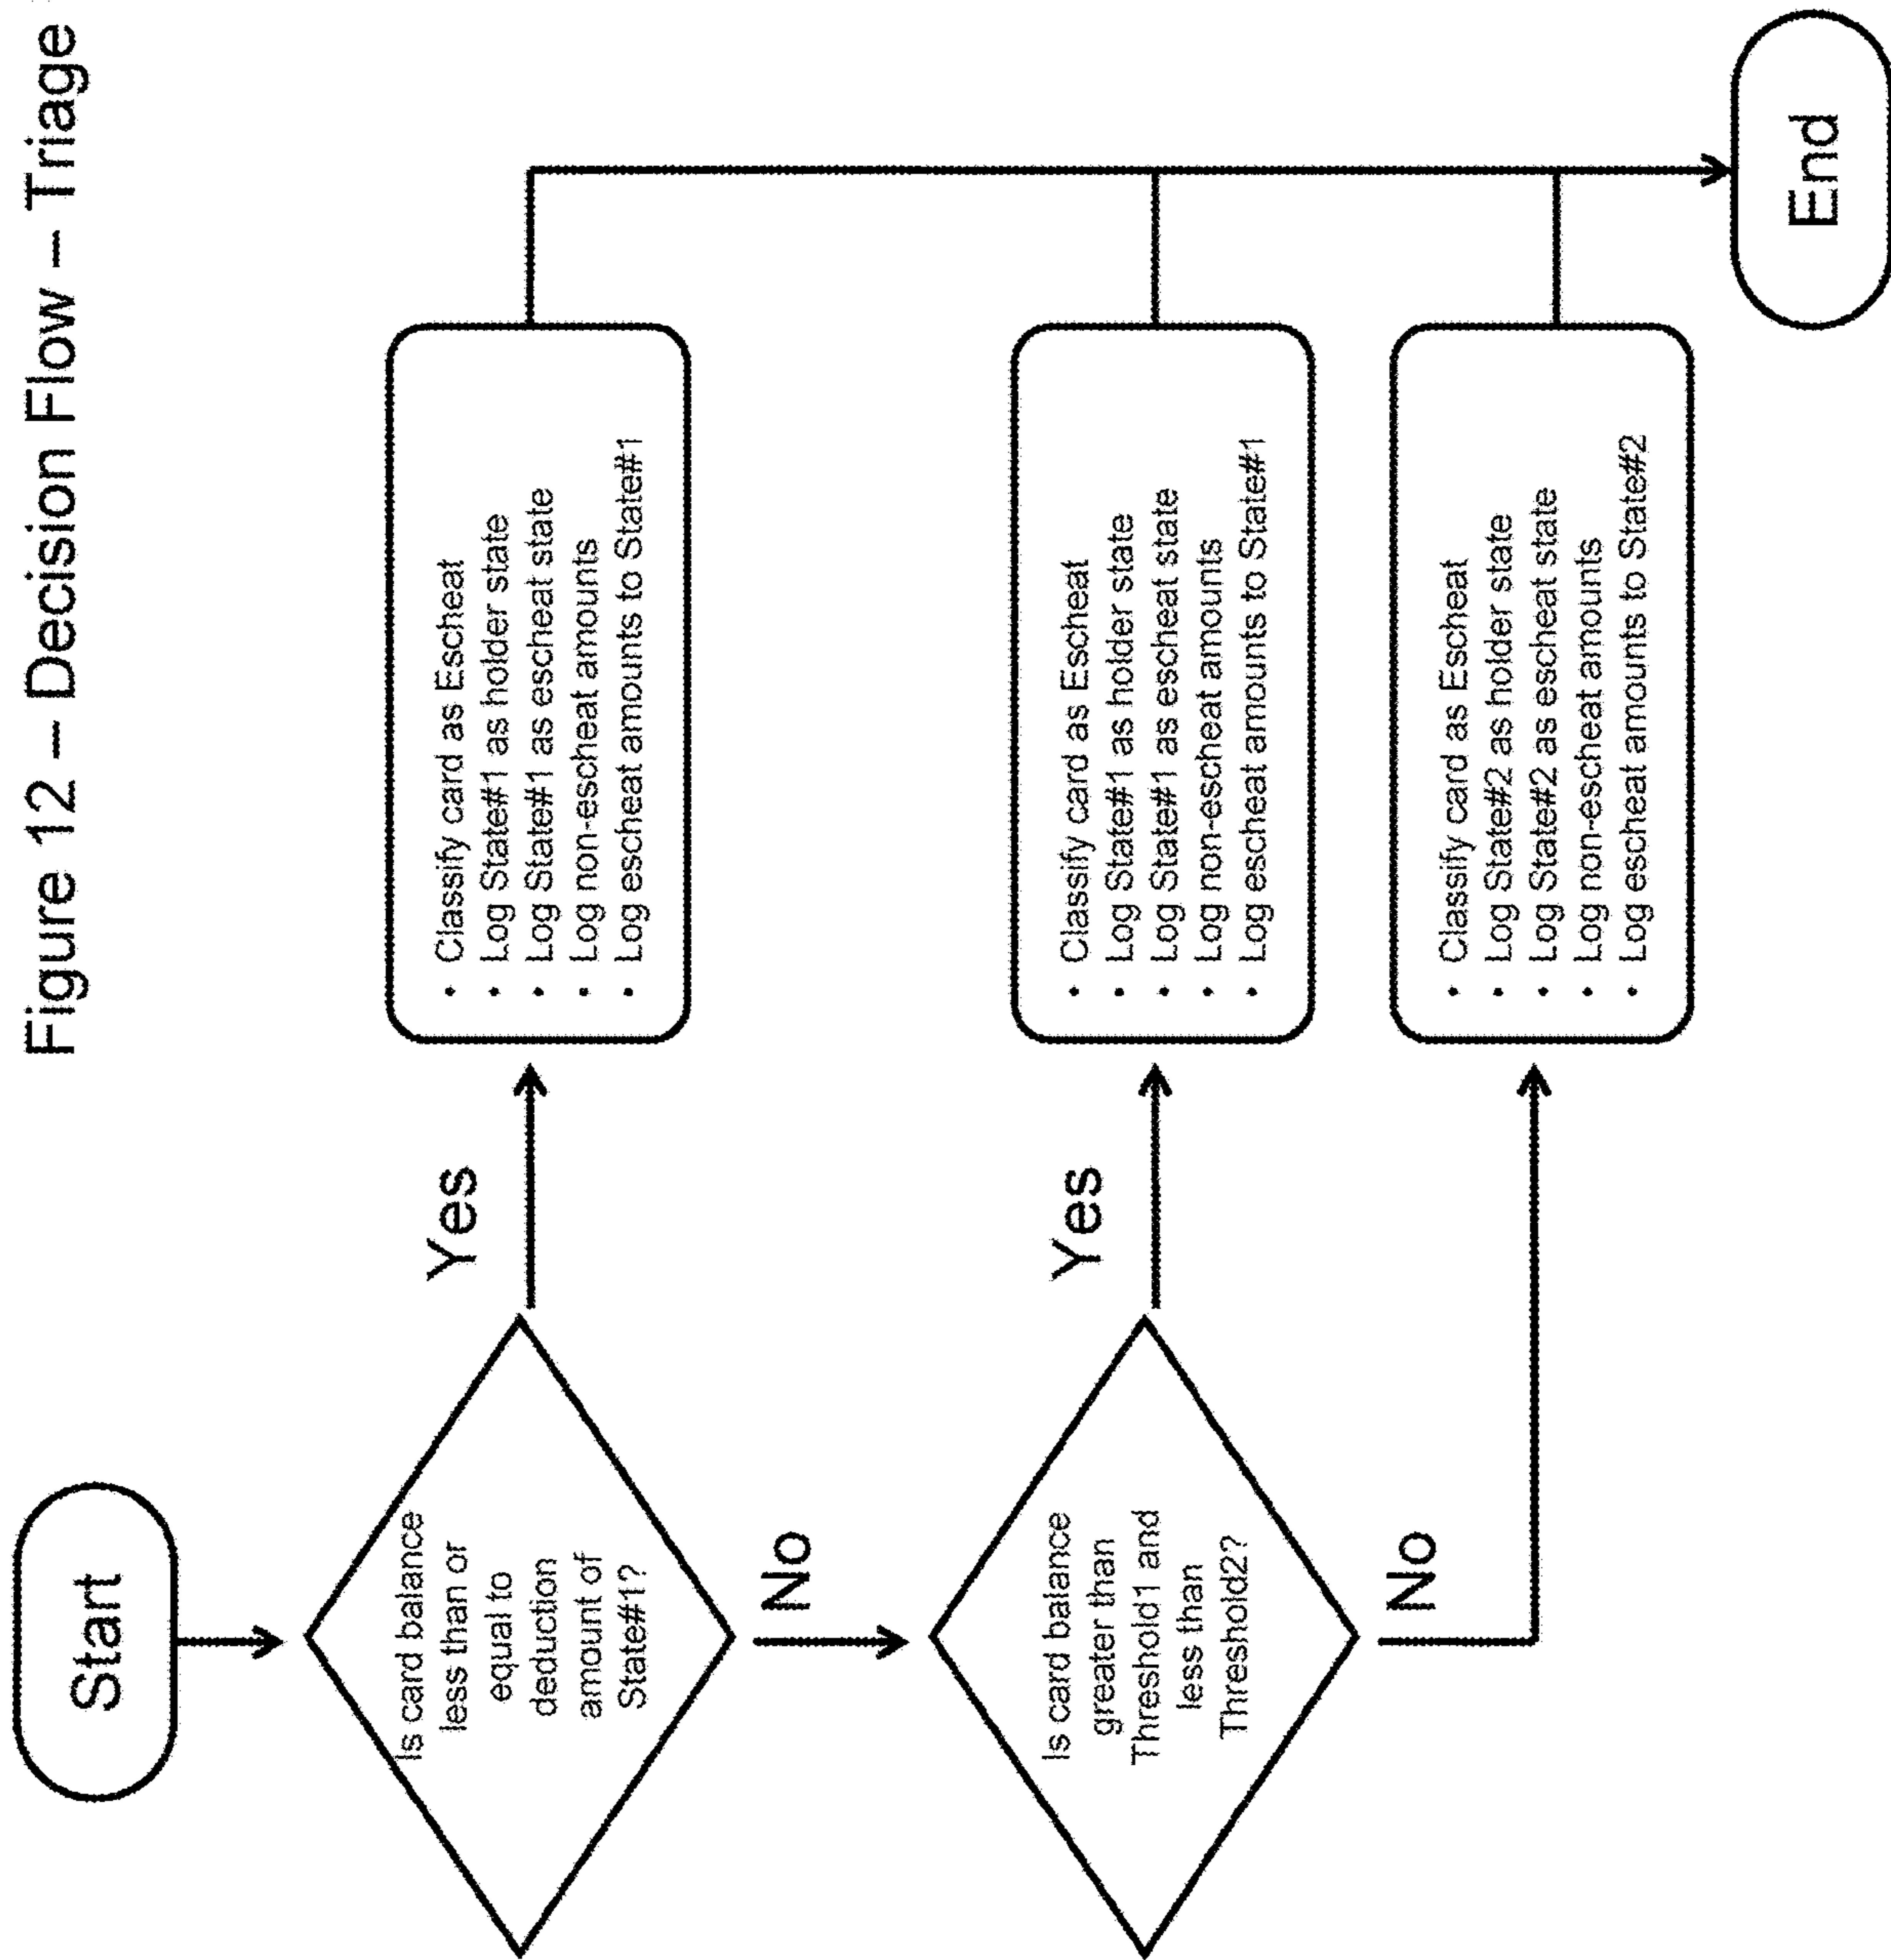 Figure 12 – Decision Flow – Triage
Start
Is card balance
less than or
equal to
deduction
amount of
State#1?
Yes
• Classify card as Escheat
• Log State#1 as holder state
• Log State#1 as escheat state
• Log non-escheat amounts
• Log escheat amounts to State#1
No
Is card balance
greater than
Threshold1 and
less than
Threshold2?
Yes
• Classify card as Escheat
• Log State#1 as holder state
• Log State#1 as escheat state
• Log non-escheat amounts
• Log escheat amounts to State#1
No
• Classify card as Escheat
• Log State#2 as holder state
• Log State#2 as escheat state
• Log non-escheat amounts
• Log escheat amounts to State#2
End